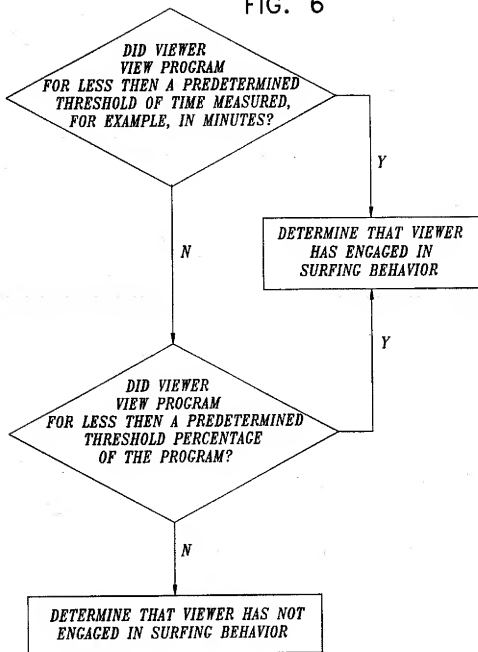 FIG. 6
DID VIEWER
VIEW PROGRAM
FOR LESS THEN A PREDETERMINED
THRESHOLD OF TIME MEASURED,
FOR EXAMPLE, IN MINUTES?
Y
N
DETERMINE THAT VIEWER
HAS ENGAGED IN
SURFING BEHAVIOR
Y
DID VIEWER
VIEW PROGRAM
FOR LESS THEN A PREDETERMINED
THRESHOLD PERCENTAGE
OF THE PROGRAM?
N
DETERMINE THAT VIEWER HAS NOT
ENGAGED IN SURFING BEHAVIOR